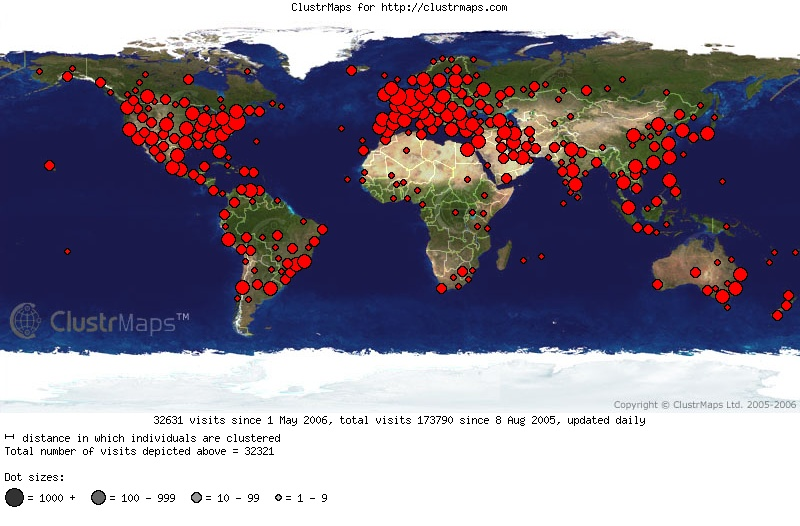 ClustrMaps for http://clustrmaps.com
ClustrMaps™
Copyright © ClustrMaps Ltd. 2005-2006
32631 visits since 1 May 2006, total visits 173790 since 8 Aug 2005, updated daily
distance in which individuals are clustered
Total number of visits depicted above = 32321
Dot sizes:
= 1000 + = 100 - 999 = 10 - 99 = 1 - 9